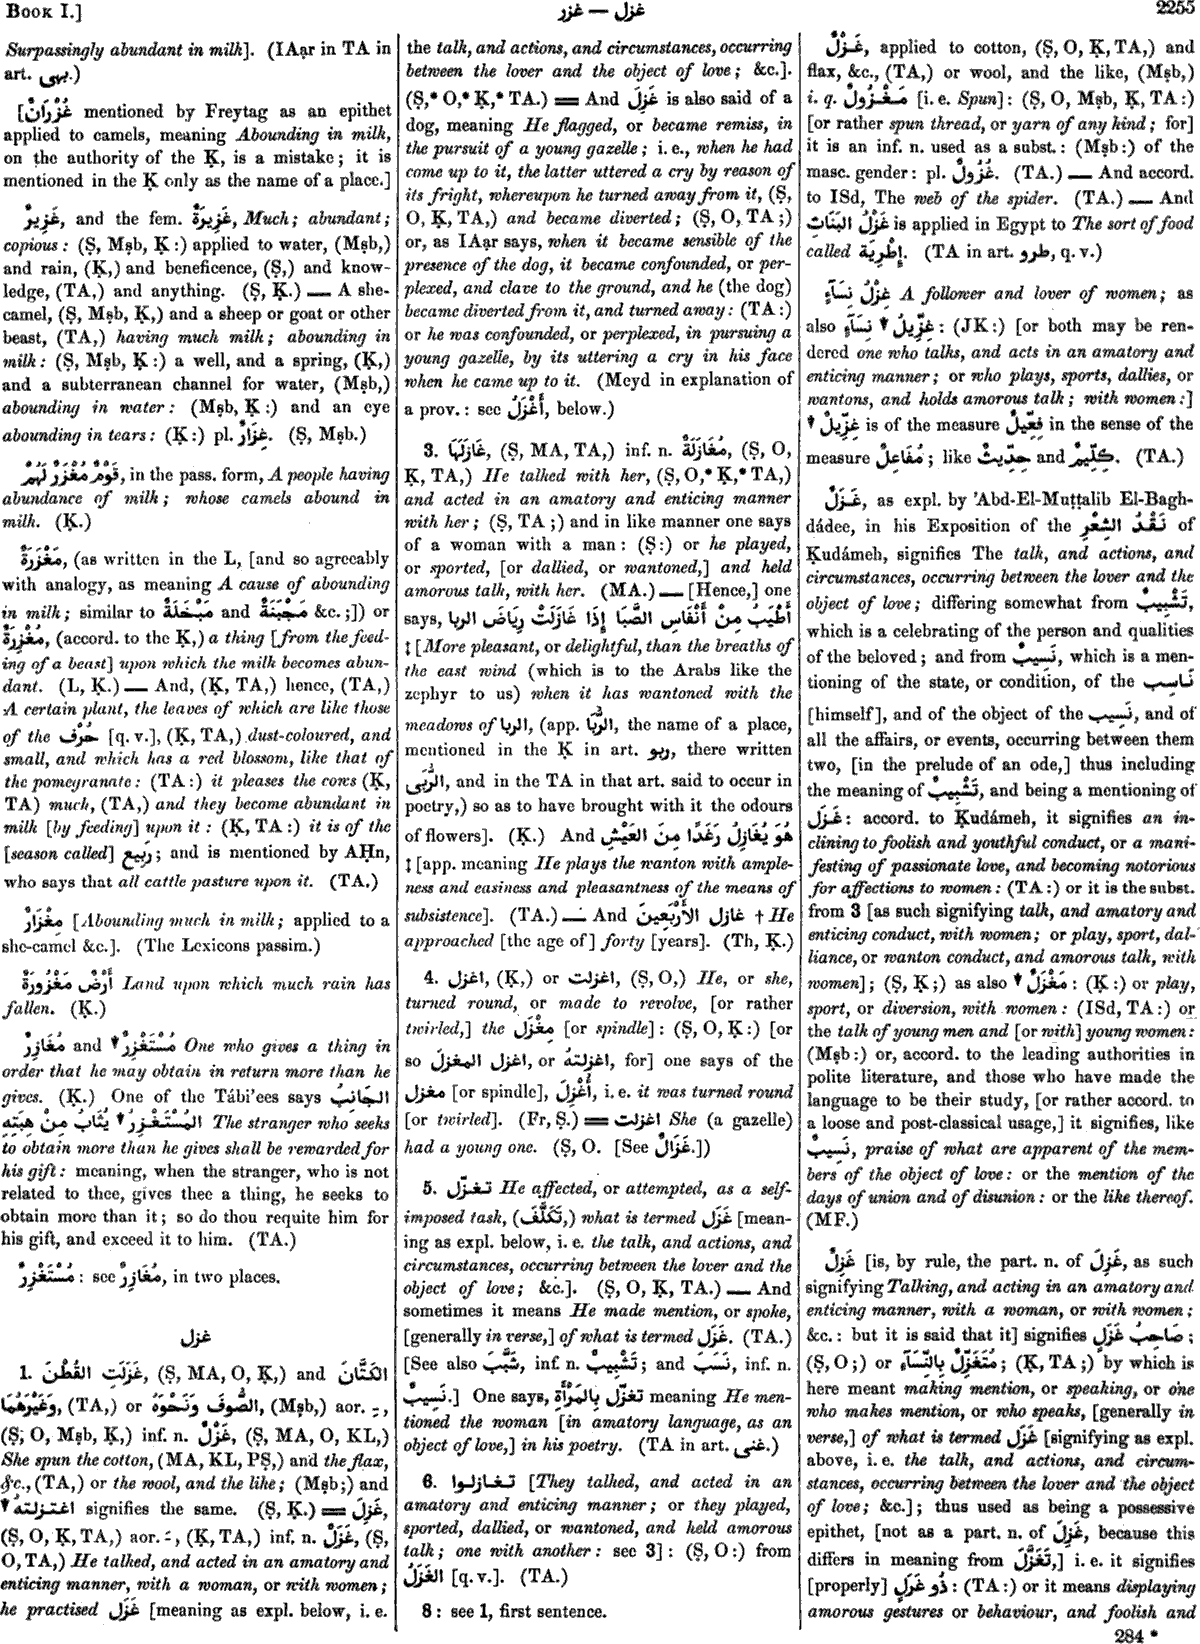 BOOK I.]
غزل — غزر
2255
Surpassingly abundant in milk]. (IAạr in TA in
art. بهى.)
[غُزْرَانٌ mentioned by Freytag as an epithet
applied to camels, meaning Abounding in milk,
on the authority of the Ḳ, is a mistake; it is
mentioned in the Ḳ only as the name of a place.]
غَزِيرٌ, and the fem. غَزِيرَةٌ, Much; abundant;
copious: (Ṣ, Mṣb, Ḳ:) applied to water, (Mṣb,)
and rain, (Ḳ,) and beneficence, (Ṣ,) and know-
ledge, (TA,) and anything. (Ṣ, Ḳ.) — A she-
camel, (Ṣ, Mṣb, Ḳ,) and a sheep or goat or other
beast, (TA,) having much milk; abounding in
milk: (Ṣ, Mṣb, Ḳ:) a well, and a spring, (Ḳ,)
and a subterranean channel for water, (Mṣb,)
abounding in water: (Mṣb, Ḳ:) and an eye
abounding in tears: (Ḳ:) pl. غِزَارٌ. (Ṣ, Mṣb.)
قَوْمٌ مُغْزَرٌ لَهُمْ, in the pass. form, A people having
abundance of milk; whose camels abound in
milk. (Ḳ.)
مَغْزَرَةٌ, (as written in the L, [and so agreeably
with analogy, as meaning A cause of abounding
in milk; similar to مَبْخَلَةٌ and مَجْبَنَةٌ &c.;]) or
مُغْزِرَةٌ, (accord. to the Ḳ,) a thing [from the feed-
ing of a beast] upon which the milk becomes abun-
dant. (L, Ḳ.) — And, (Ḳ, TA,) hence, (TA,)
A certain plant, the leaves of which are like those
of the حُرْف [q. v.], (Ḳ, TA,) dust-coloured, and
small, and which has a red blossom, like that of
the pomegranate: (TA:) it pleases the cows (Ḳ,
TA) much, (TA,) and they become abundant in
milk [by feeding] upon it: (Ḳ, TA:) it is of the
[season called] رَبِيع; and is mentioned by AḤn,
who says that all cattle pasture upon it. (TA.)
مِغْزَارٌ [Abounding much in milk; applied to a
she-camel &c.]. (The Lexicons passim.)
أَرْضٌ مَغْزُورَةٌ Land upon which much rain has
fallen. (Ḳ.)
مُغَازِرٌ and ▼ مُسْتَغْزِرٌ One who gives a thing in
order that he may obtain in return more than he
gives. (Ḳ.) One of the Tábi'ees says الجَانِبُ
المُسْتَغْزِرُ ▼ يُثَابُ مِنْ هِبَتِهِ The stranger who seeks
to obtain more than he gives shall be rewarded for
his gift: meaning, when the stranger, who is not
related to thee, gives thee a thing, he seeks to
obtain more than it; so do thou requite him for
his gift, and exceed it to him. (TA.)
مُسْتَغْزِرٌ: see مُغَازِرٌ, in two places.
غزل
1. غَزَلَتِ القُطْنَ, (Ṣ, MA, O, Ḳ,) and الكَتَّانَ
وَغَيْرَهُمَا, (TA,) or الصُّوفَ وَنَحْوَهُ, (Mṣb,) aor. ـِ,
(Ṣ, O, Mṣb, Ḳ,) inf. n. غَزْلٌ, (Ṣ, MA, O, KL,)
She spun the cotton, (MA, KL, PṢ,) and the flax,
&c., (TA,) or the wool, and the like; (Mṣb;) and
▼ اغتزلتهُ signifies the same. (Ṣ, Ḳ.) = غَزِلَ,
(Ṣ, O, Ḳ, TA,) aor. ـَ, (Ḳ, TA,) inf. n. غَزَلٌ, (Ṣ,
O, TA,) He talked, and acted in an amatory and
enticing manner, with a woman, or with women;
he practised غَزَل [meaning as expl. below, i. e.
the talk, and actions, and circumstances, occurring
between the lover and the object of love; &c.].
(Ṣ,* O,* Ḳ,* TA.) = And غَزِلَ is also said of a
dog, meaning He flagged, or became remiss, in
the pursuit of a young gazelle; i. e., when he had
come up to it, the latter uttered a cry by reason of
its fright, whereupon he turned away from it, (Ṣ,
O, Ḳ, TA,) and became diverted; (Ṣ, O, TA;)
or, as IAạr says, when it became sensible of the
presence of the dog, it became confounded, or per-
plexed, and clave to the ground, and he (the dog)
became diverted from it, and turned away: (TA:)
or he was confounded, or perplexed, in pursuing a
young gazelle, by its uttering a cry in his face
when he came up to it. (Meyd in explanation of
a prov.: see أَغْزَلُ, below.)
3. غَازَلَهَا, (Ṣ, MA, TA,) inf. n. مُغَازَلَةٌ, (Ṣ, O,
Ḳ, TA,) He talked with her, (Ṣ, O,* Ḳ,* TA,)
and acted in an amatory and enticing manner
with her; (Ṣ, TA;) and in like manner one says
of a woman with a man: (Ṣ:) or he played,
or sported, [or dallied, or wantoned,] and held
amorous talk, with her. (MA.) — [Hence,] one
says, أَطْيَبُ مِنْ أَنْفَاسِ الصَّبَا إِذَا غَازَلَتْ رِيَاضَ الربا
‡ [More pleasant, or delightful, than the breaths of
the east wind (which is to the Arabs like the
zephyr to us) when it has wantoned with the
meadows of الربا, (app. الرُّبَا, the name of a place,
mentioned in the Ḳ in art. ربو, there written
الرُّبَى, and in the TA in that art. said to occur in
poetry,) so as to have brought with it the odours
of flowers]. (Ḳ.) And هُوَ يُغَازِلُ رَغَدًا مِنَ العَيْشِ
‡ [app. meaning He plays the wanton with ample-
ness and easiness and pleasantness of the means of
subsistence]. (TA.) — And غازل الأَرْبَعِينَ † He
approached [the age of] forty [years]. (Th, Ḳ.)
4. اغزل, (Ḳ,) or اغزلت, (Ṣ, O,) He, or she,
turned round, or made to revolve, [or rather
twirled,] the مِغْزَل [or spindle]: (Ṣ, O, Ḳ:) [or
so اغزل المغزل, or اغزلتهُ, for] one says of the
مغزل [or spindle], أُغْزِلَ, i. e. it was turned round
[or twirled]. (Fr, Ṣ.) = اغزلت She (a gazelle)
had a young one. (Ṣ, O. [See غَزَالٌ.])
5. تغزّل He affected, or attempted, as a self-
imposed task, (تَكَلَّفَ,) what is termed غَزَل [mean-
ing as expl. below, i. e. the talk, and actions, and
circumstances, occurring between the lover and the
object of love; &c.]. (Ṣ, O, Ḳ, TA.) — And
sometimes it means He made mention, or spoke,
[generally in verse,] of what is termed غَزَل. (TA.)
[See also شَبَّبَ, inf. n. تَشْبِيبٌ; and نَسَبَ, inf. n.
نَسِيبٌ.] One says, تغزّل بِالمَرْأَةِ meaning He men-
tioned the woman [in amatory language, as an
object of love,] in his poetry. (TA in art. غنى.)
6. تغازلوا [They talked, and acted in an
amatory and enticing manner; or they played,
sported, dallied, or wantoned, and held amorous
talk; one with another: see 3]: (Ṣ, O:) from
الغَزَلُ [q. v.]. (TA.)
8: see 1, first sentence.
غَزْلٌ, applied to cotton, (Ṣ, O, Ḳ, TA,) and
flax, &c., (TA,) or wool, and the like, (Mṣb,)
i. q. مَغْزُولٌ [i. e. Spun]: (Ṣ, O, Mṣb, Ḳ, TA:)
[or rather spun thread, or yarn of any kind; for]
it is an inf. n. used as a subst.: (Mṣb:) of the
masc. gender: pl. غُزُولٌ. (TA.) — And accord.
to ISd, The web of the spider. (TA.) — And
غَزْلُ البَنَاتِ is applied in Egypt to The sort of food
called إِطْرِيَة. (TA in art. طرو, q. v.)
غِزْلُ نِسَآءٍ A follower and lover of women; as
also ▼ غِزِّيلُ نِسَآءٍ: (JK:) [or both may be ren-
dered one who talks, and acts in an amatory and
enticing manner; or who plays, sports, dallies, or
wantons, and holds amorous talk; with women:]
▼ غِزِّيلٌ is of the measure فِعِّيلٌ in the sense of the
measure مُفَاعِلٌ; like حِدِّيثٌ and كِلِّيمٌ. (TA.)
غَزَلٌ, as expl. by 'Abd-El-Muṭṭalib El-Bagh-
dádee, in his Exposition of the نَقْدُ الشِّعْرِ of
Ḳudámeh, signifies The talk, and actions, and
circumstances, occurring between the lover and the
object of love; differing somewhat from تَشْبِيبٌ,
which is a celebrating of the person and qualities
of the beloved; and from نَسِيبٌ, which is a men-
tioning of the state, or condition, of the نَاسِب
[himself], and of the object of the نَسِيب, and of
all the affairs, or events, occurring between them
two, [in the prelude of an ode,] thus including
the meaning of تَشْبِيبٌ, and being a mentioning of
غَزَل: accord. to Ḳudámeh, it signifies an in-
clining to foolish and youthful conduct, or a mani-
festing of passionate love, and becoming notorious
for affections to women: (TA:) or it is the subst.
from 3 [as such signifying talk, and amatory and
enticing conduct, with women; or play, sport, dal-
liance, or wanton conduct, and amorous talk, with
women]; (Ṣ, Ḳ;) as also ▼ مَغْزَلٌ: (Ḳ:) or play,
sport, or diversion, with women: (ISd, TA:) or
the talk of young men and [or with] young women:
(Mṣb:) or, accord. to the leading authorities in
polite literature, and those who have made the
language to be their study, [or rather accord. to
a loose and post-classical usage,] it signifies, like
نَسِيبٌ, praise of what are apparent of the mem-
bers of the object of love: or the mention of the
days of union and of disunion: or the like thereof.
(MF.)
غَزِلٌ [is, by rule, the part. n. of غَزِلَ, as such
signifying Talking, and acting in an amatory and
enticing manner, with a woman, or with women;
&c.: but it is said that it] signifies صَاحِبُ غَزَلٍ;
(Ṣ, O;) or مُتَغَزِّلٌ بِالنِّسَآءِ; (Ḳ, TA;) by which is
here meant making mention, or speaking, or one
who makes mention, or who speaks, [generally in
verse,] of what is termed غَزَل [signifying as expl.
above, i. e. the talk, and actions, and circum-
stances, occurring between the lover and the object
of love; &c.]; thus used as being a possessive
epithet, [not as a part. n. of غَزِلَ, because this
differs in meaning from تَغَزَّلَ,] i. e. it signifies
[properly] ذُو غَزَلٍ: (TA:) or it means displaying
amorous gestures or behaviour, and foolish and
284 *